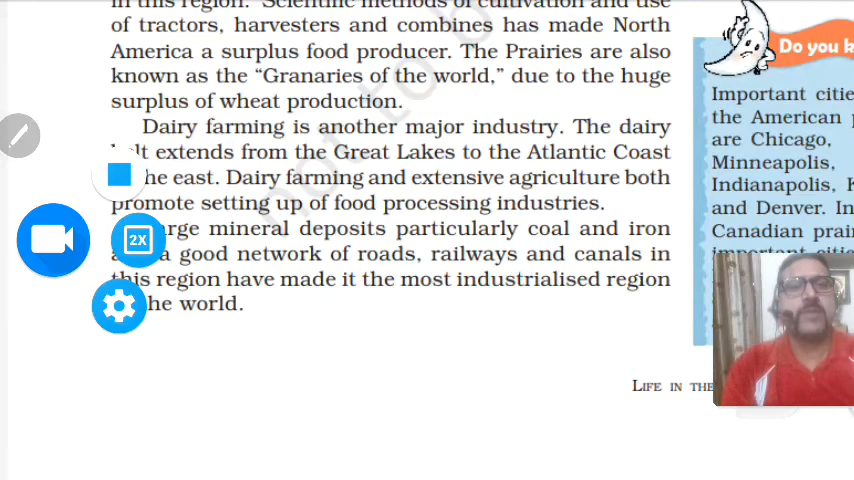 in this region. Scientific methods of cultivation and use
of tractors, harvesters and combines has made North
America a surplus food producer. The Prairies are also
known as the “Granaries of the world,” due to the huge
surplus of wheat production.
Dairy farming is another major industry. The dairy
extends from the Great Lakes to the Atlantic Coast
he east. Dairy farming and extensive agriculture both
promote setting up of food processing industries.
arge mineral deposits particularly coal and iron
a good network of roads, railways and canals in
this region have made it the most industrialised region
he world.
not to b
2X
Do you k
Important citie
the American p
are Chicago,
Minneapolis,
Indianapolis, K
and Denver. In
Canadian prair
important citie
LIFE IN THE